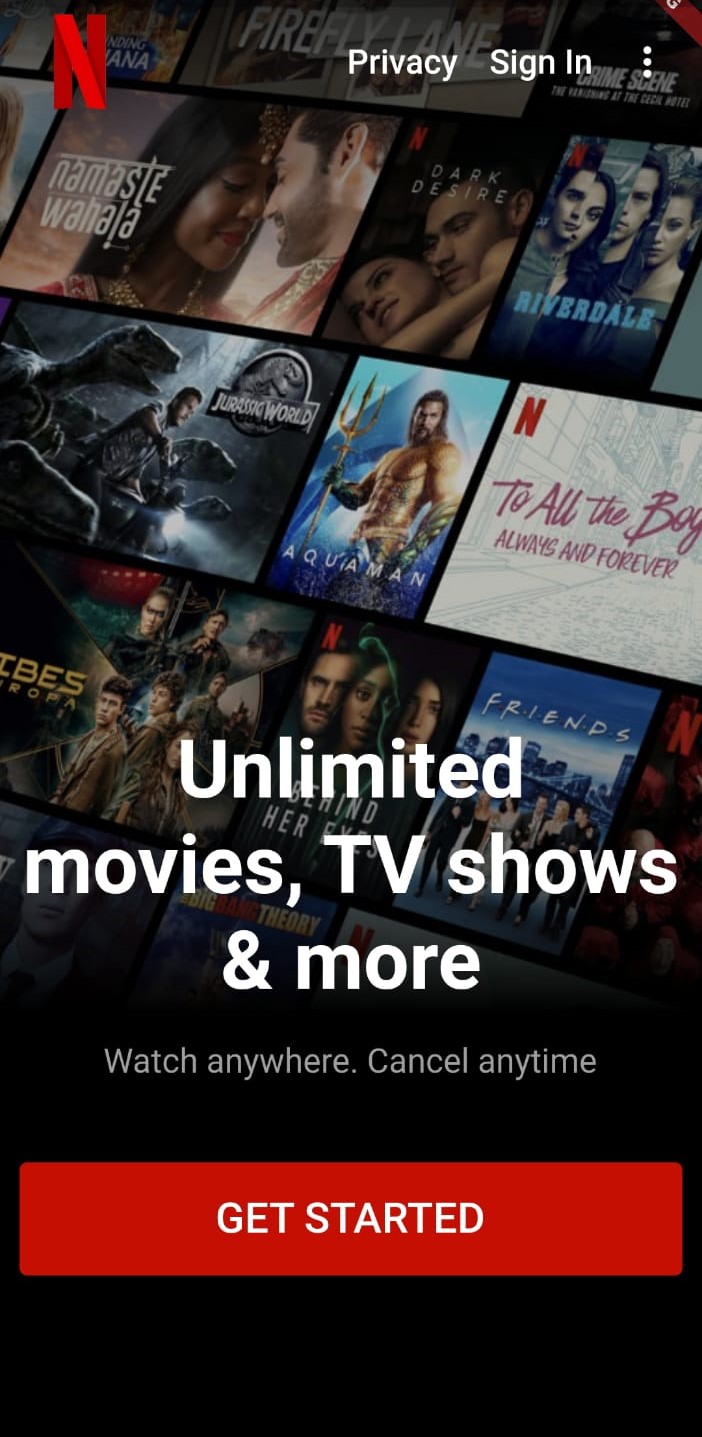 FIREFLY LANE
Privacy Sign In
CRIME SCENE
THE VANISHING AT THE CECIL HOTEL
namaste
wahala
DARK
DESIRE
RIVERDALE
JURASSIC WORLD
AQUAMAN
To All the Boy
ALWAYS AND FOREVER
IBES
ROPA
FRIENDS
Unlimited
BEHIND
HER EYES
movies, TV shows
BIG BANG THEORY
& more
Watch anywhere. Cancel anytime
GET STARTED